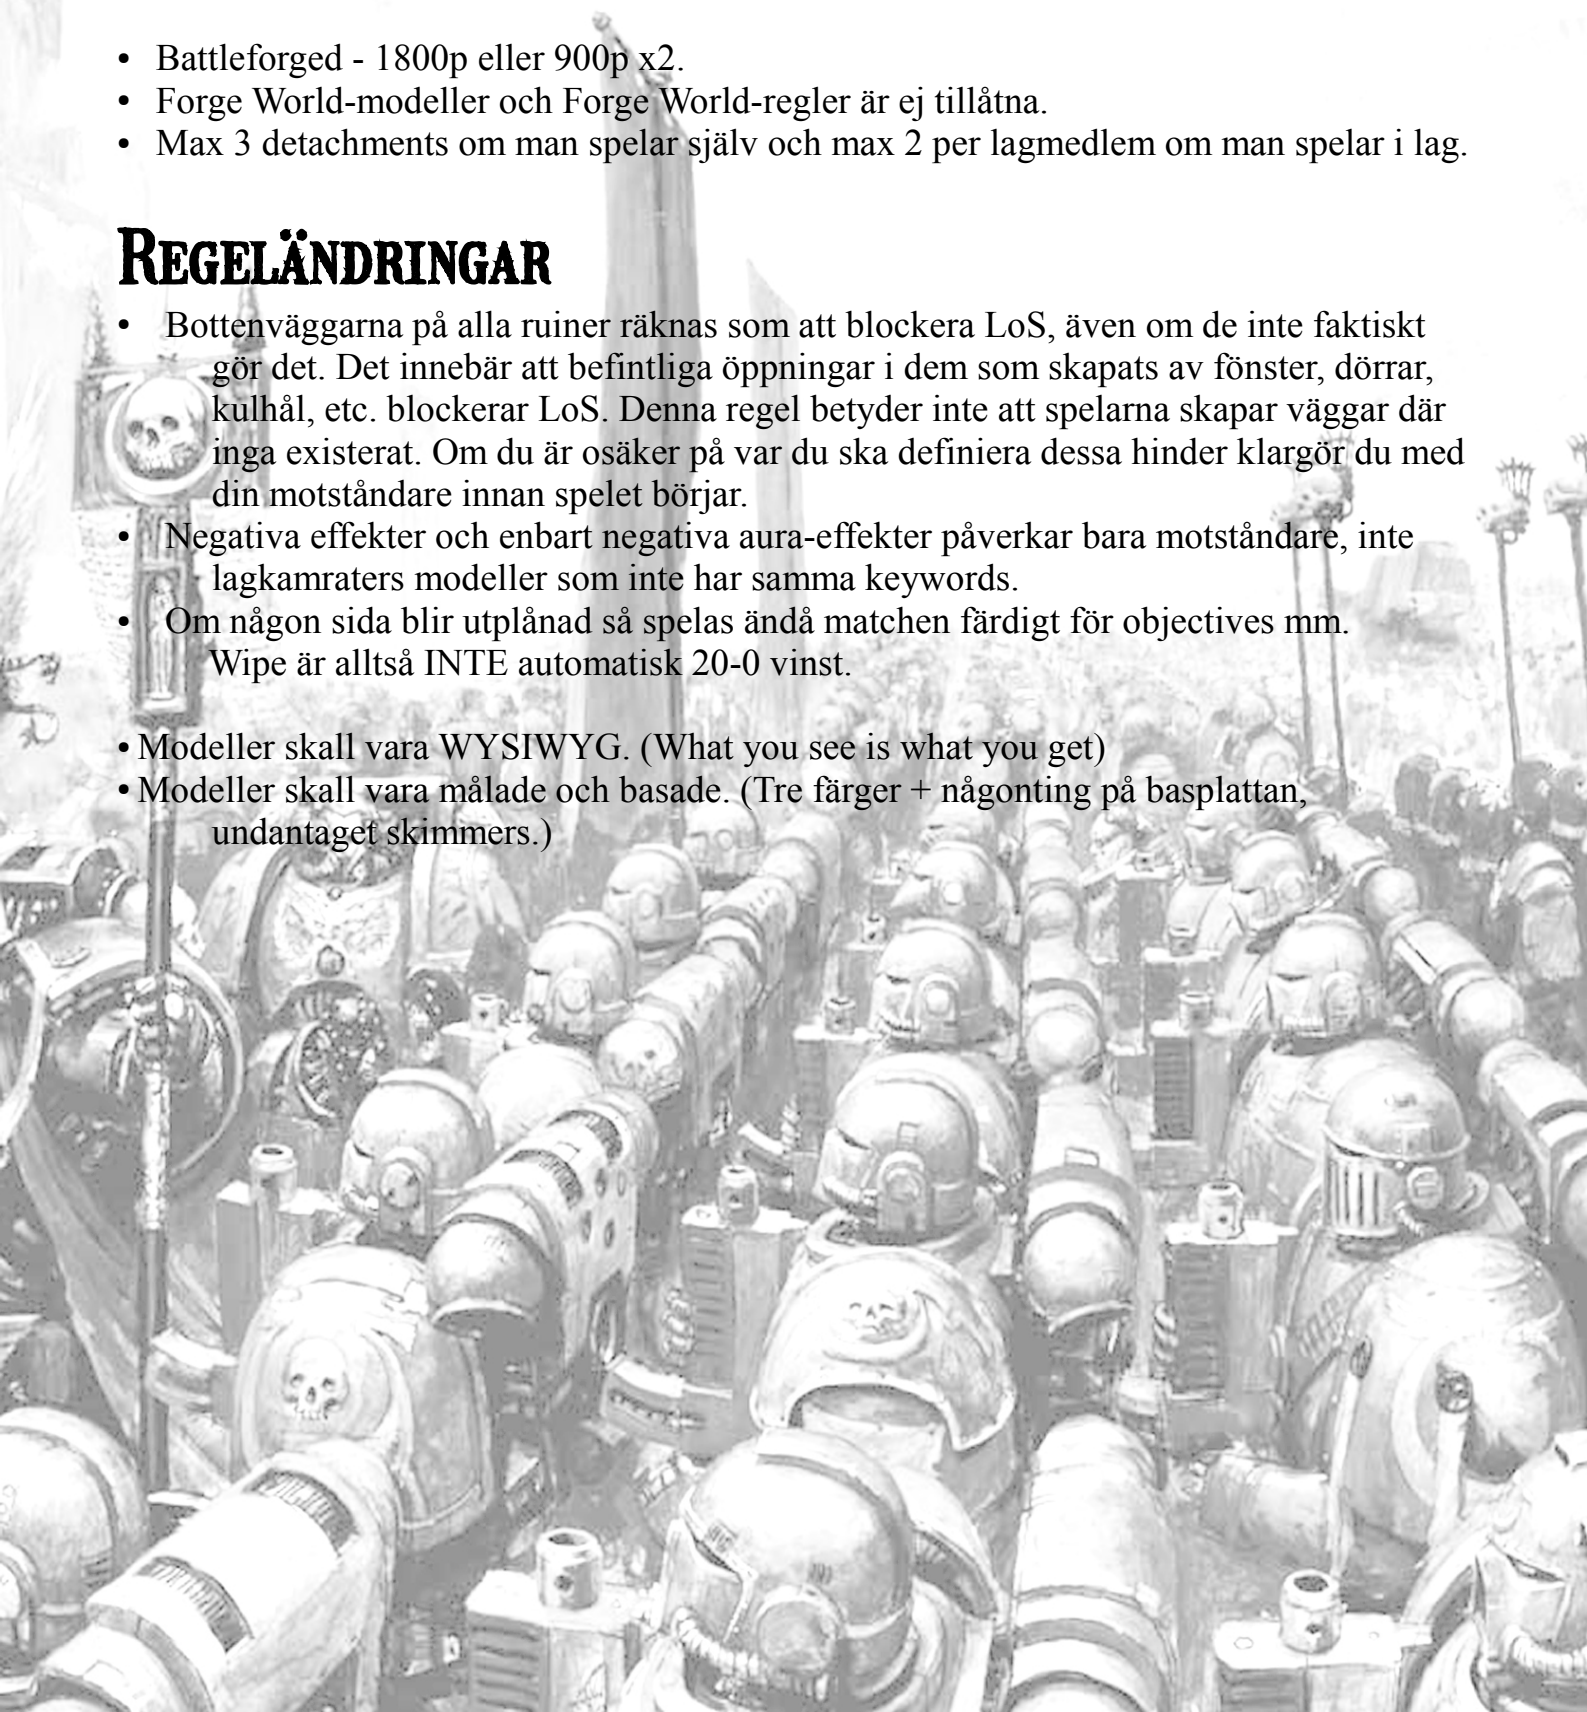 • Battleforged - 1800p eller 900p x2.
• Forge World-modeller och Forge World-regler är ej tillåtna.
• Max 3 detachments om man spelar själv och max 2 per lagmedlem om man spelar i lag.
REGELÄNDRINGAR
• Bottenväggarna på alla ruiner räknas som att blockera LoS, även om de inte faktiskt
gör det. Det innebär att befintliga öppningar i dem som skapats av fönster, dörrar,
kulhål, etc. blockerar LoS. Denna regel betyder inte att spelarna skapar väggar där
inga existerat. Om du är osäker på var du ska definiera dessa hinder klargör du med
din motståndare innan spelet börjar.
• Negativa effekter och enbart negativa aura-effekter påverkar bara motståndare, inte
lagkamraters modeller som inte har samma keywords.
• Om någon sida blir utplånad så spelas ändå matchen färdigt för objectives mm.
Wipe är alltså INTE automatisk 20-0 vinst.
• Modeller skall vara WYSIWYG. (What you see is what you get)
• Modeller skall vara målade och basade. (Tre färger + någonting på basplattan,
undantaget skimmers.)